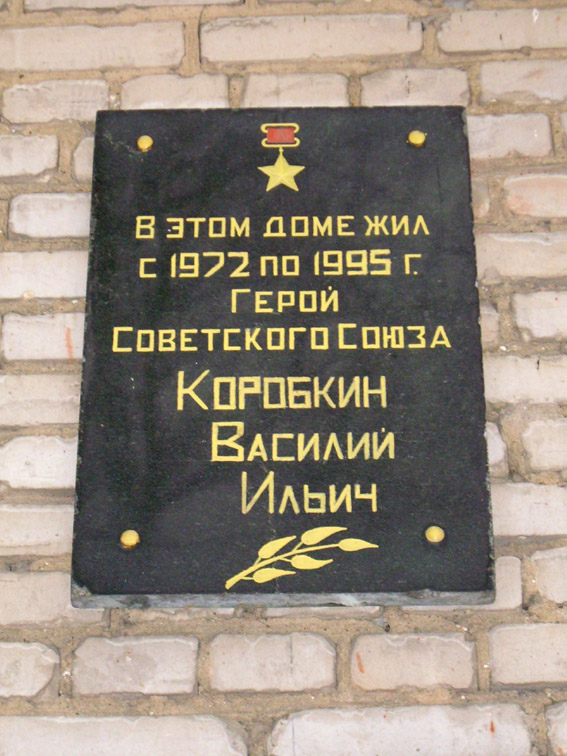 В ЭТОМ ДОМЕ ЖИЛ
С 1972 ПО 1995 Г.
ГЕРОЙ
СОВЕТСКОГО СОЮЗА
КОРОБКИН
ВАСИЛИЙ
ИЛЬИЧ